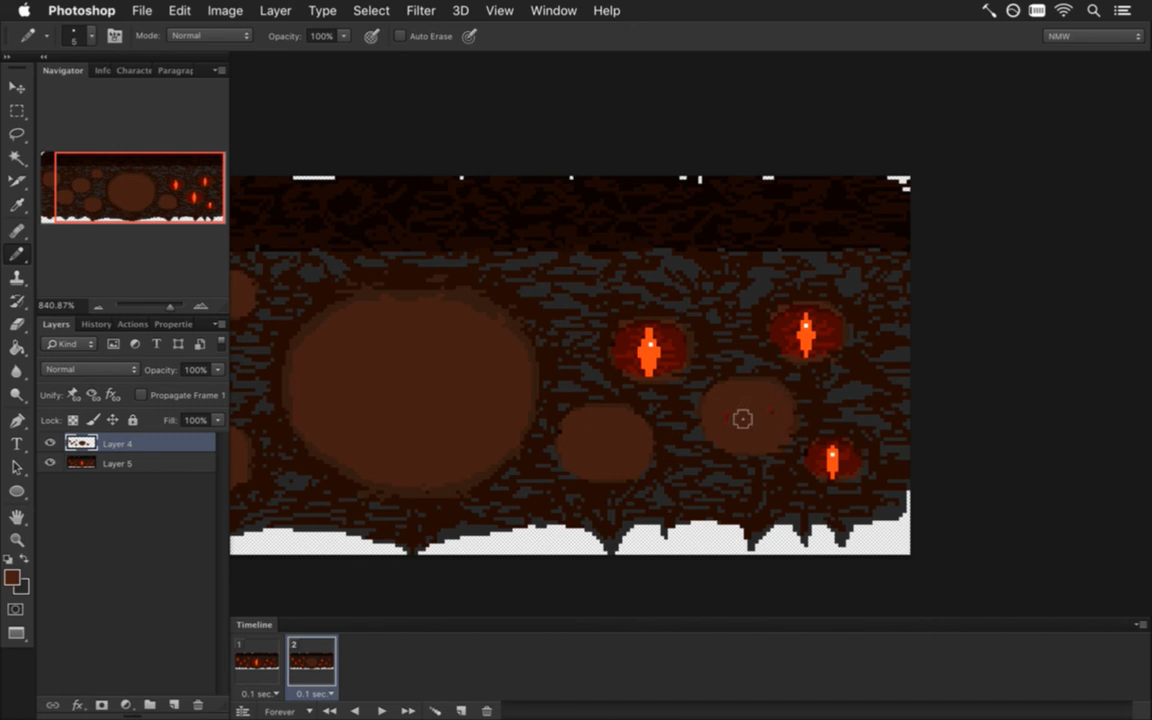 Photoshop File Edit Image Layer Type Select Filter 3D View Window Help
5 Mode: Normal Opacity: 100% Auto Erase NMW
Navigator Info Characte Paragrap
840.87%
Layers History Actions Propertie
Kind
Normal Opacity: 100%
Unify: Propagate Frame 1
Lock: Fill: 100%
Layer 4
Layer 5
Timeline
1 2
0.1 sec. 0.1 sec.
Forever